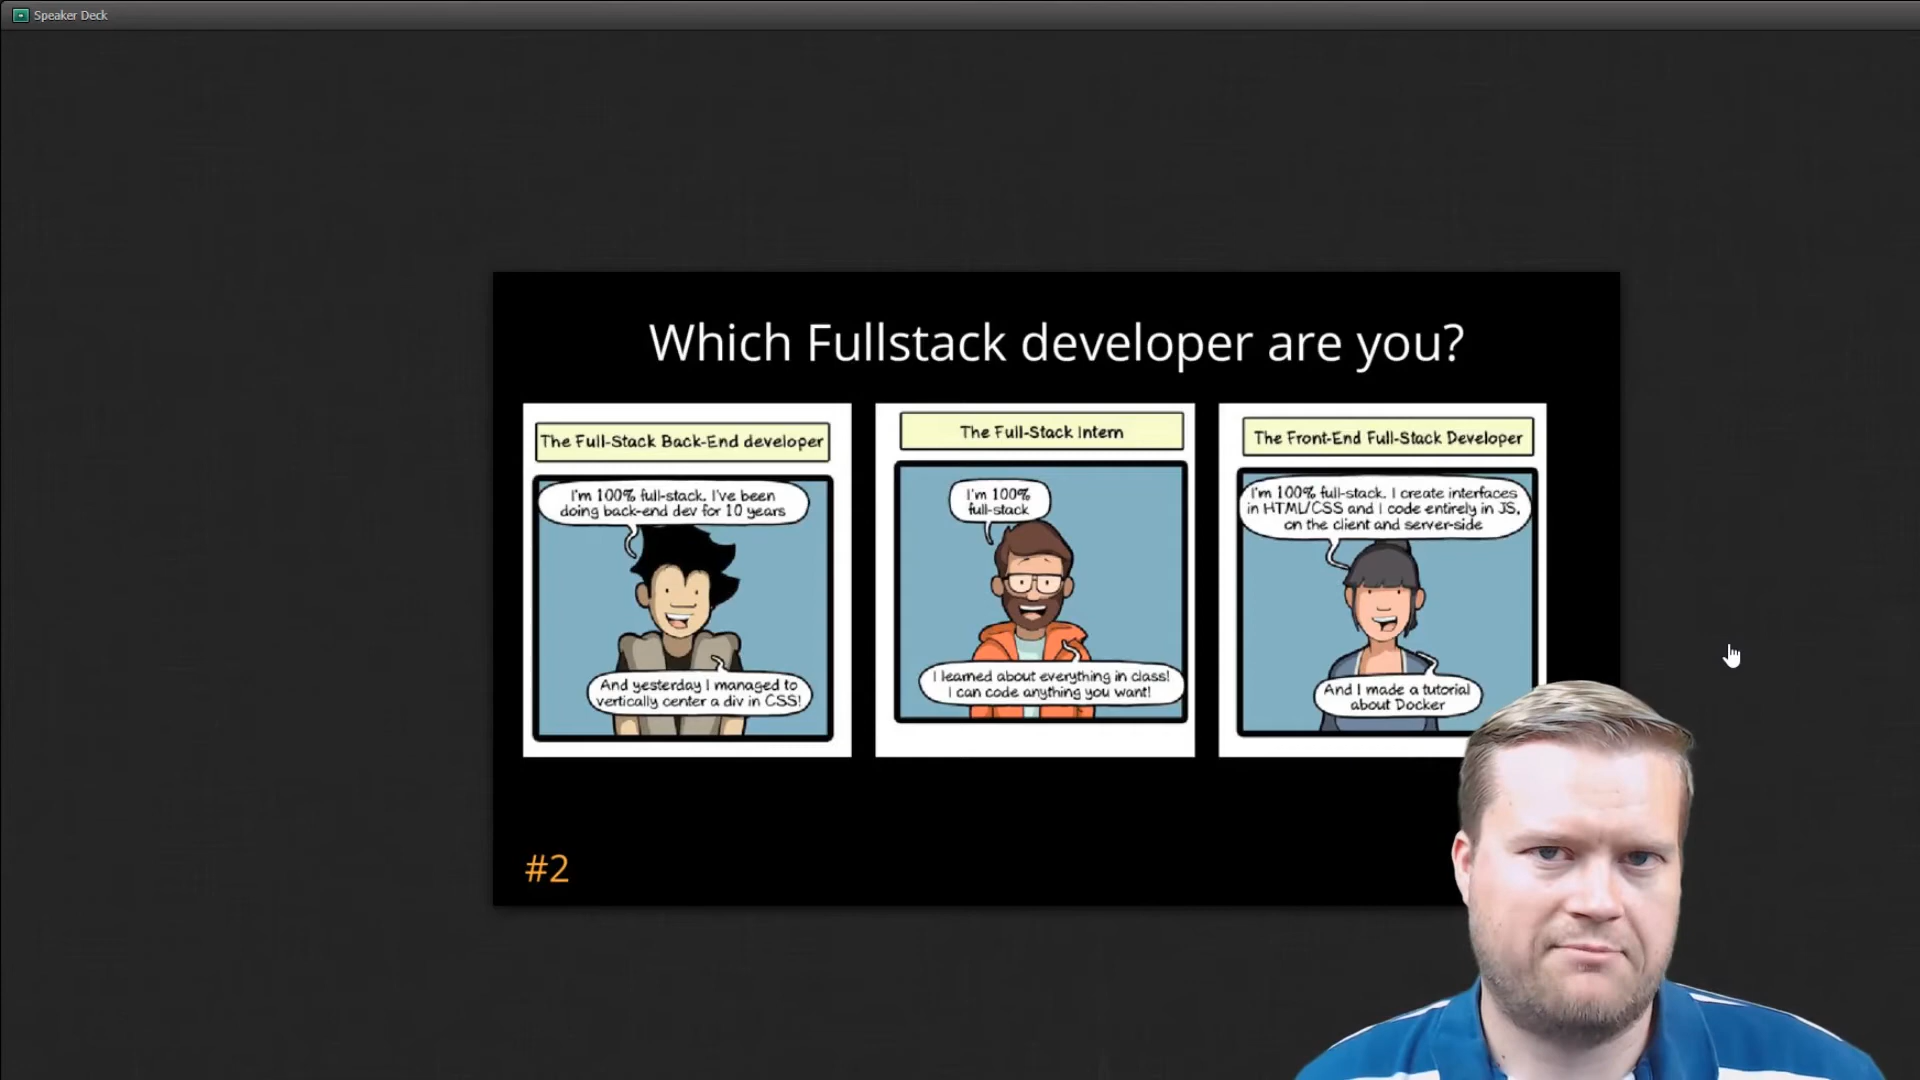 Speaker Deck
Which Fullstack developer are you?
The Full-Stack Back-End developer
I'm 100% full-stack. I've been
doing back-end dev for 10 years
And yesterday I managed to
vertically center a div in CSS!
The Full-Stack Intern
I'm 100%
full-stack
I learned about everything in class!
I can code anything you want!
The Front-End Full-Stack Developer
I'm 100% full-stack. I create interfaces
in HTML/CSS and I code entirely in JS,
on the client and server-side
And I made a tutorial
about Docker
#2